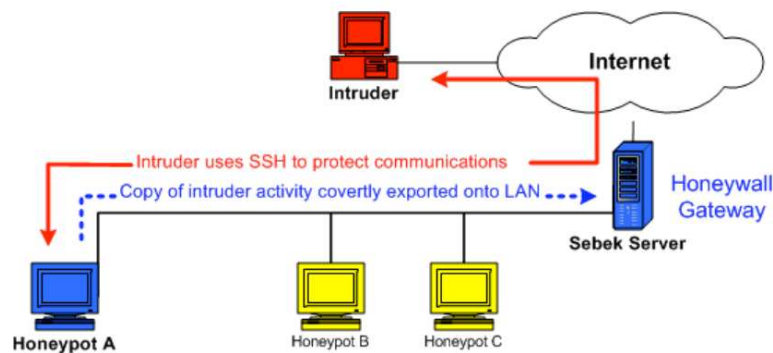 Internet
Intruder
Intruder uses SSH to protect communications
Copy of intruder activity covertly exported onto LAN
Honeywall
Gateway
Sebek Server
Honeypot A
Honeypot B
Honeypot C